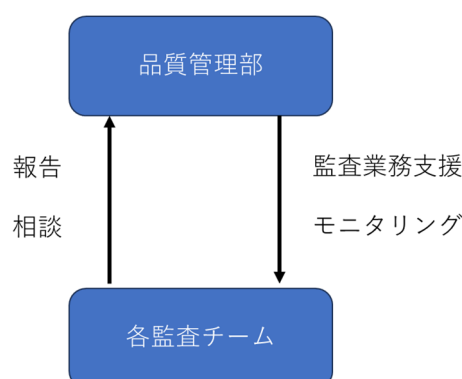 品質管理部
報告
相談
監査業務支援
モニタリング
各監査チーム